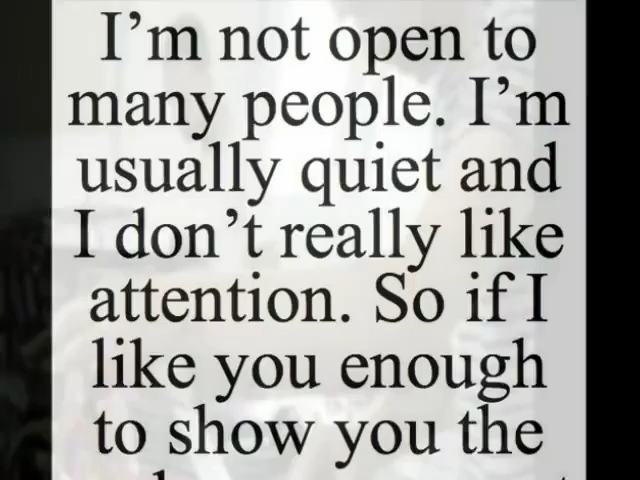 I’m not open to
many people. I’m
usually quiet and
I don’t really like
attention. So if I
like you enough
to show you the